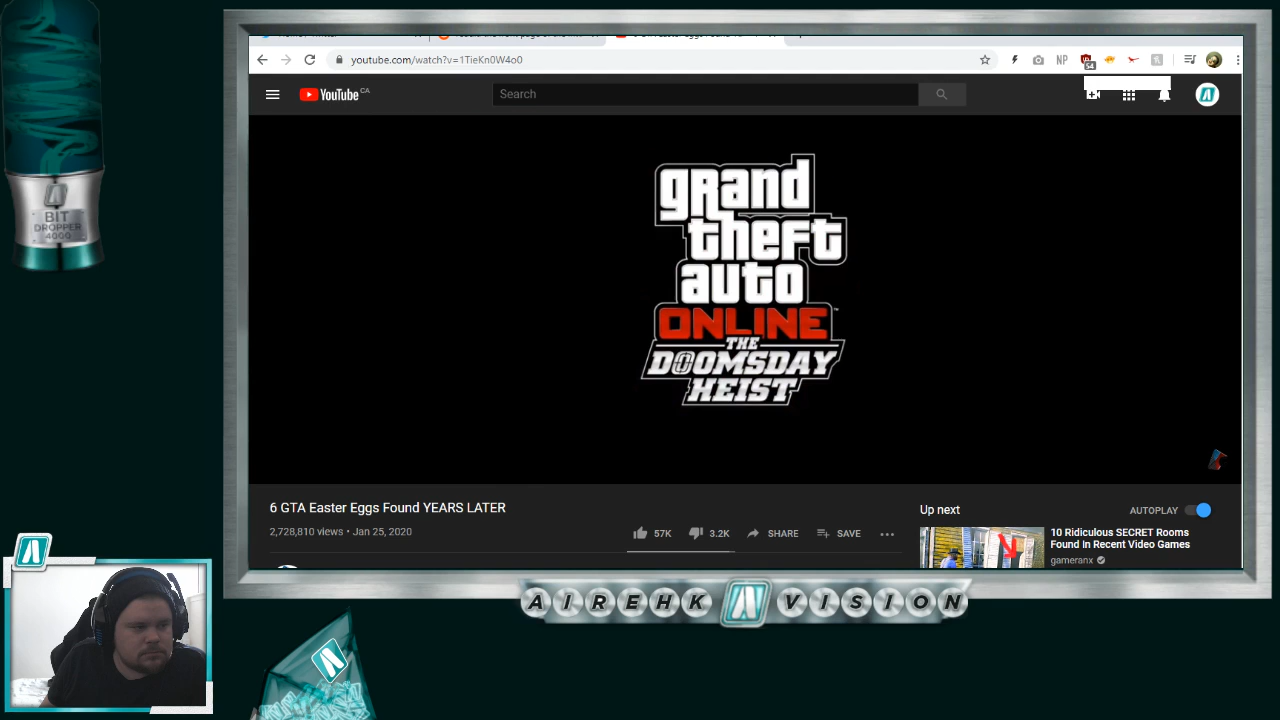 youtube.com/watch?v=1TieKn0W4o0
NP
54
YouTube CA
Search
BIT
DROPPER
4000
grand
theft
auto
ONLINE
THE
DOOMSDAY
HEIST
6 GTA Easter Eggs Found YEARS LATER
2,728,810 views • Jan 25, 2020
57K
3.2K
SHARE
SAVE
Up next
AUTOPLAY
10 Ridiculous SECRET Rooms
Found In Recent Video Games
gameranx
AIREHK VISION